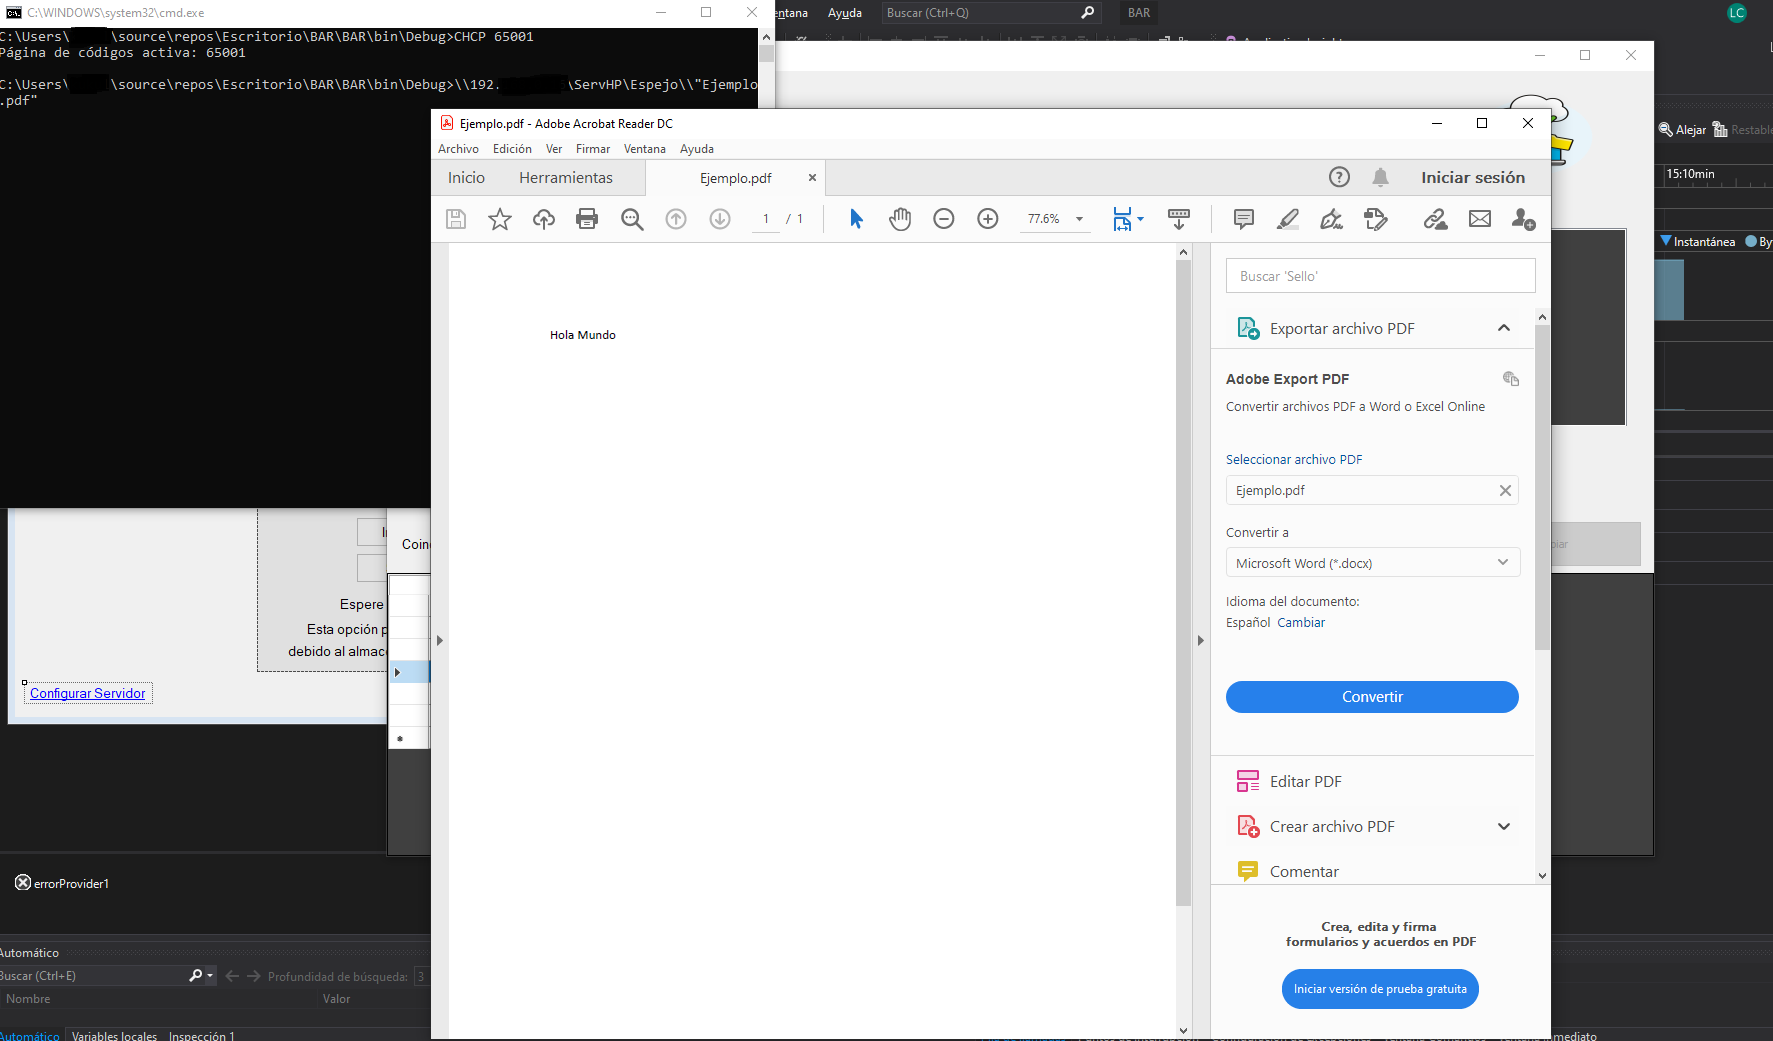 C:\WINDOWS\system32\cmd.exe
C:\Users\ \source\repos\Escritorio\BAR\BAR\bin\Debug>CHCP 65001
Página de códigos activa: 65001
C:\Users\ \source\repos\Escritorio\BAR\BAR\bin\Debug>\\192. \ServHP\Espejo\\"Ejemplo
.pdf"
entana
Ayuda
Buscar (Ctrl+Q)
BAR
LC
Ejemplo.pdf - Adobe Acrobat Reader DC
Archivo Edición Ver Firmar Ventana Ayuda
Inicio Herramientas Ejemplo.pdf Iniciar sesión
1 / 1 77.6%
Hola Mundo
Buscar 'Sello'
Exportar archivo PDF
Adobe Export PDF
Convertir archivos PDF a Word o Excel Online
Seleccionar archivo PDF
Ejemplo.pdf
Convertir a
Microsoft Word (*.docx)
Idioma del documento:
Español Cambiar
Convertir
Editar PDF
Crear archivo PDF
Comentar
Crea, edita y firma
formularios y acuerdos en PDF
Iniciar versión de prueba gratuita
Alejar Restable
15:10min
Instantánea By
Coin
Espere
Esta opción p
debido al almac
Configurar Servidor
errorProvider1
Automático
Buscar (Ctrl+E) Profundidad de búsqueda: 3
Nombre Valor
Automático Variables locales Inspección 1